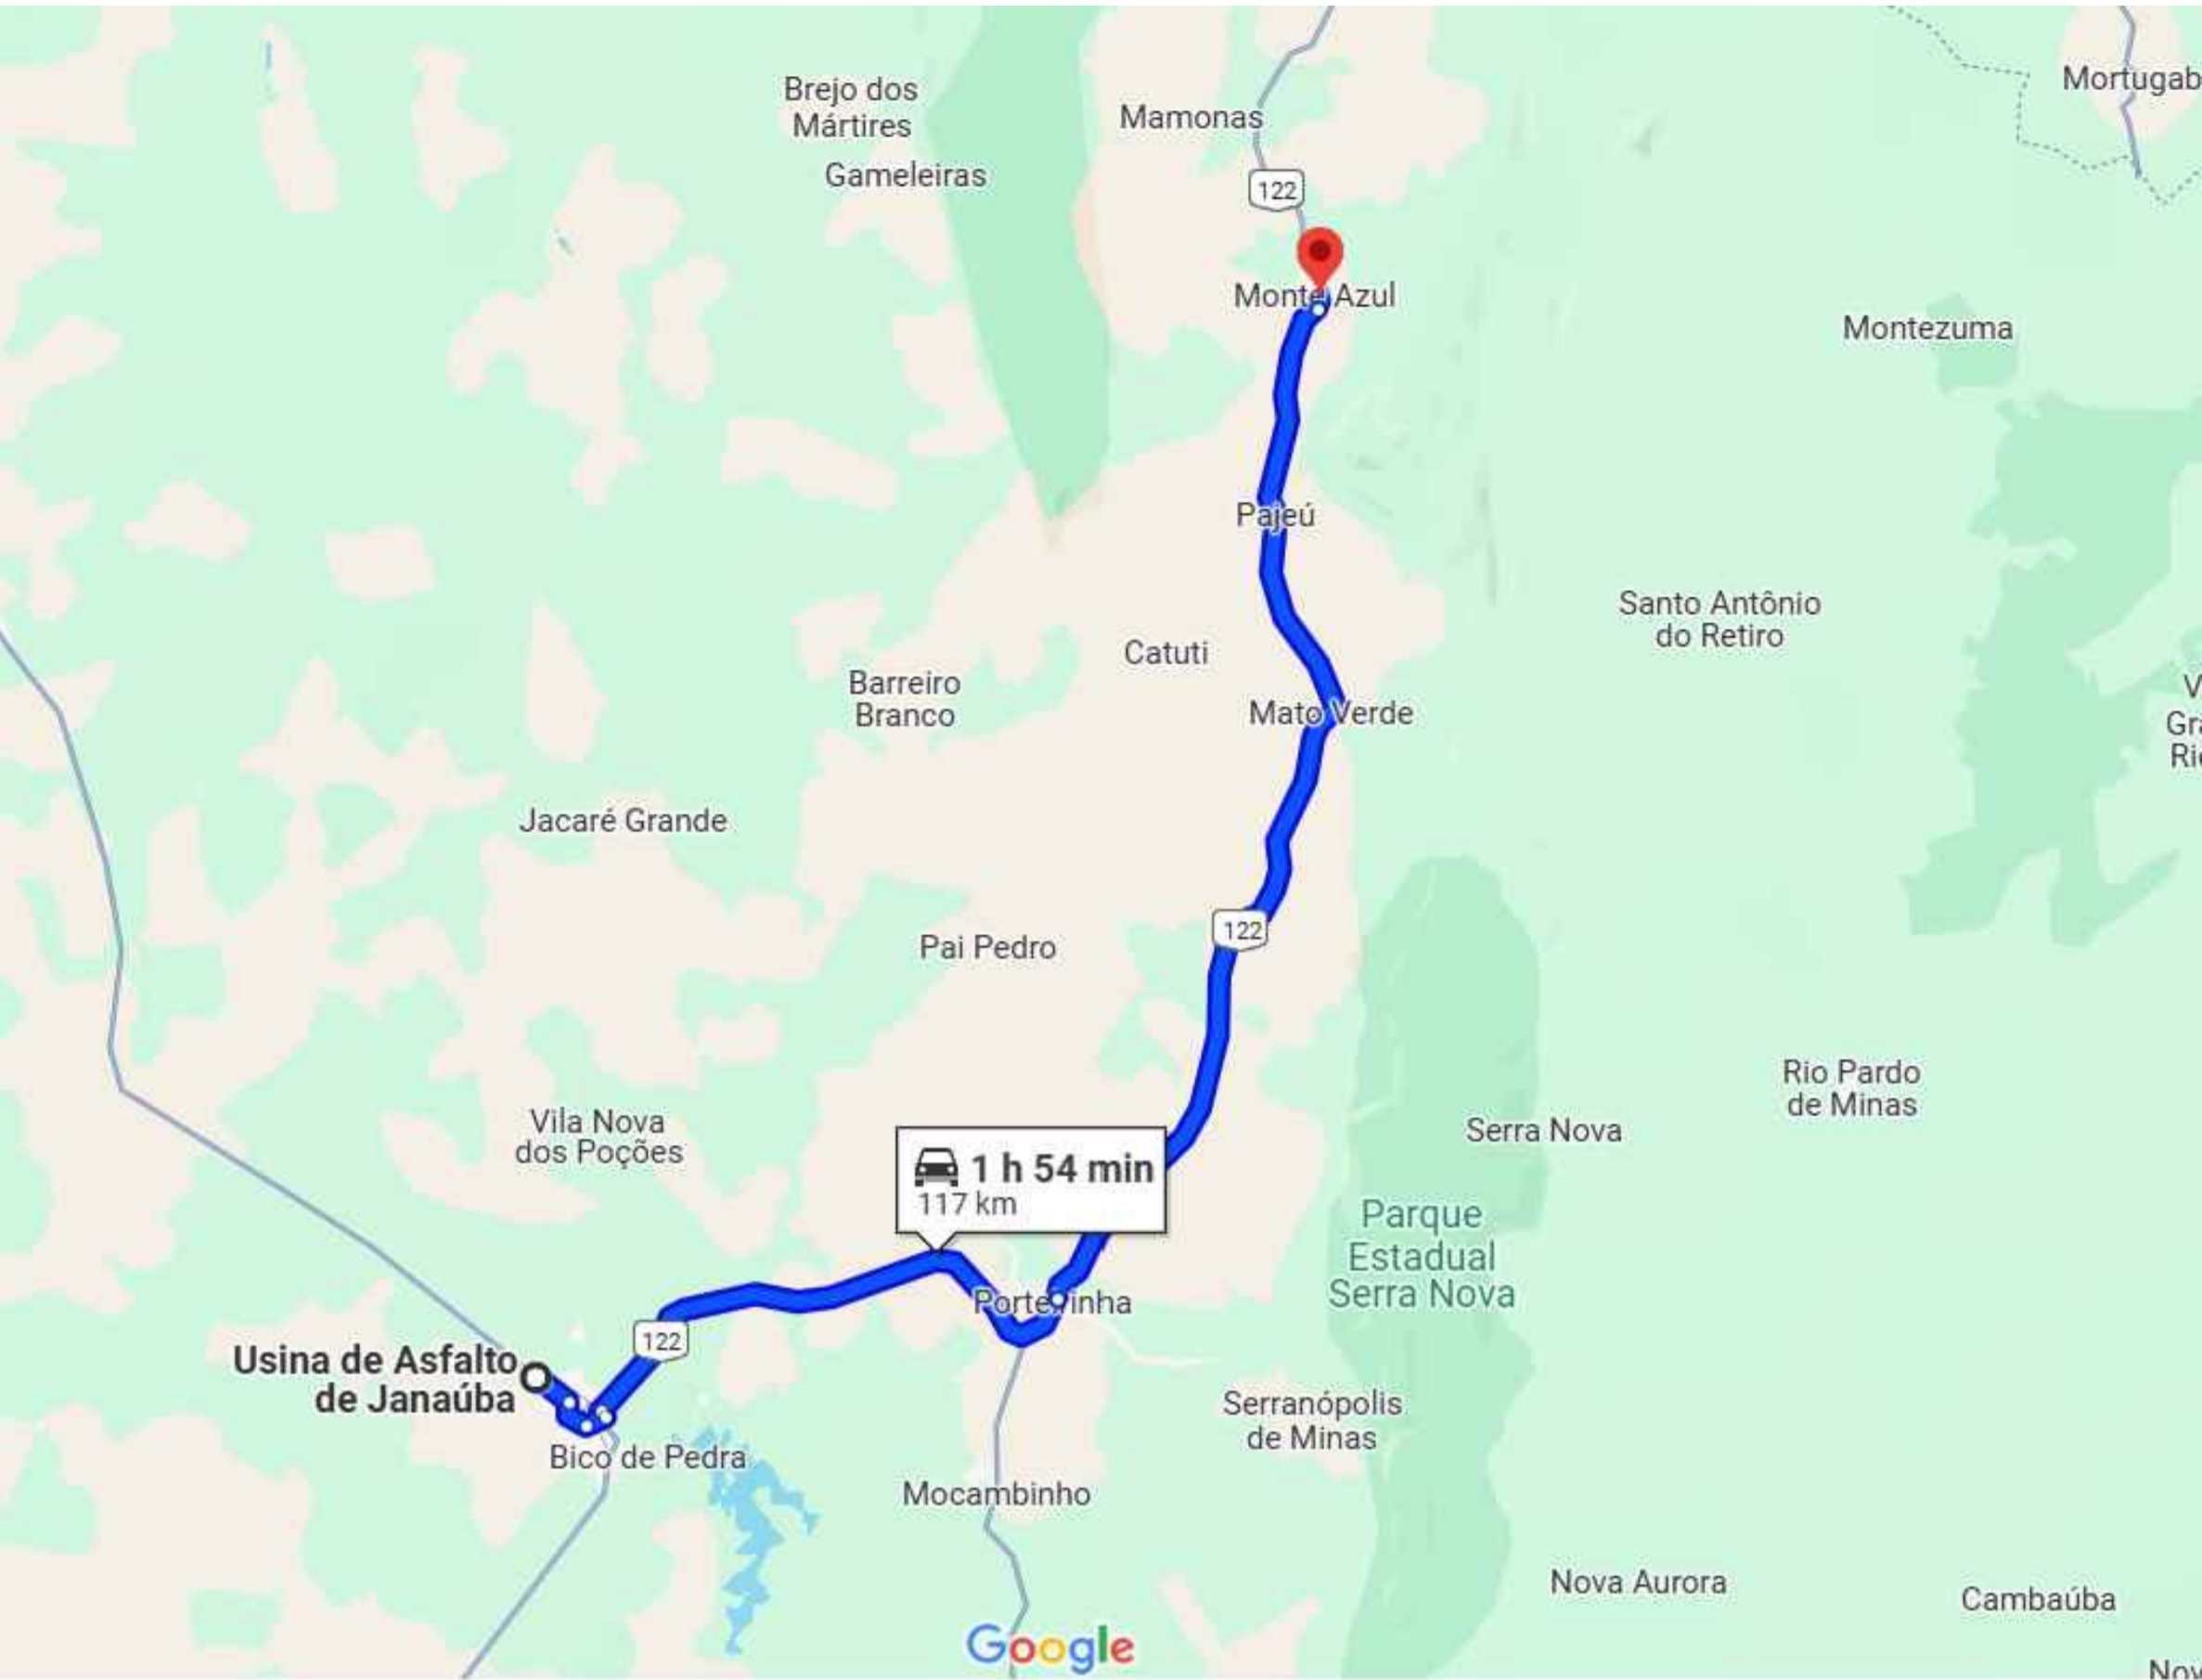 Brejo dos
Mártires
Gameleiras
Mamonas
Mortugab
122
Monte Azul
Montezuma
Pajeú
Santo Antônio
do Retiro
Catuti
Barreiro
Branco
Mato Verde
V
Gra
Rio
Jacaré Grande
122
Pai Pedro
Rio Pardo
de Minas
Vila Nova
dos Poções
Serra Nova
1 h 54 min
117 km
Parque
Estadual
Serra Nova
Porteirinha
122
Usina de Asfalto
de Janaúba
Serranópolis
de Minas
Bico de Pedra
Mocambinho
Nova Aurora
Cambaúba
Google
Nov